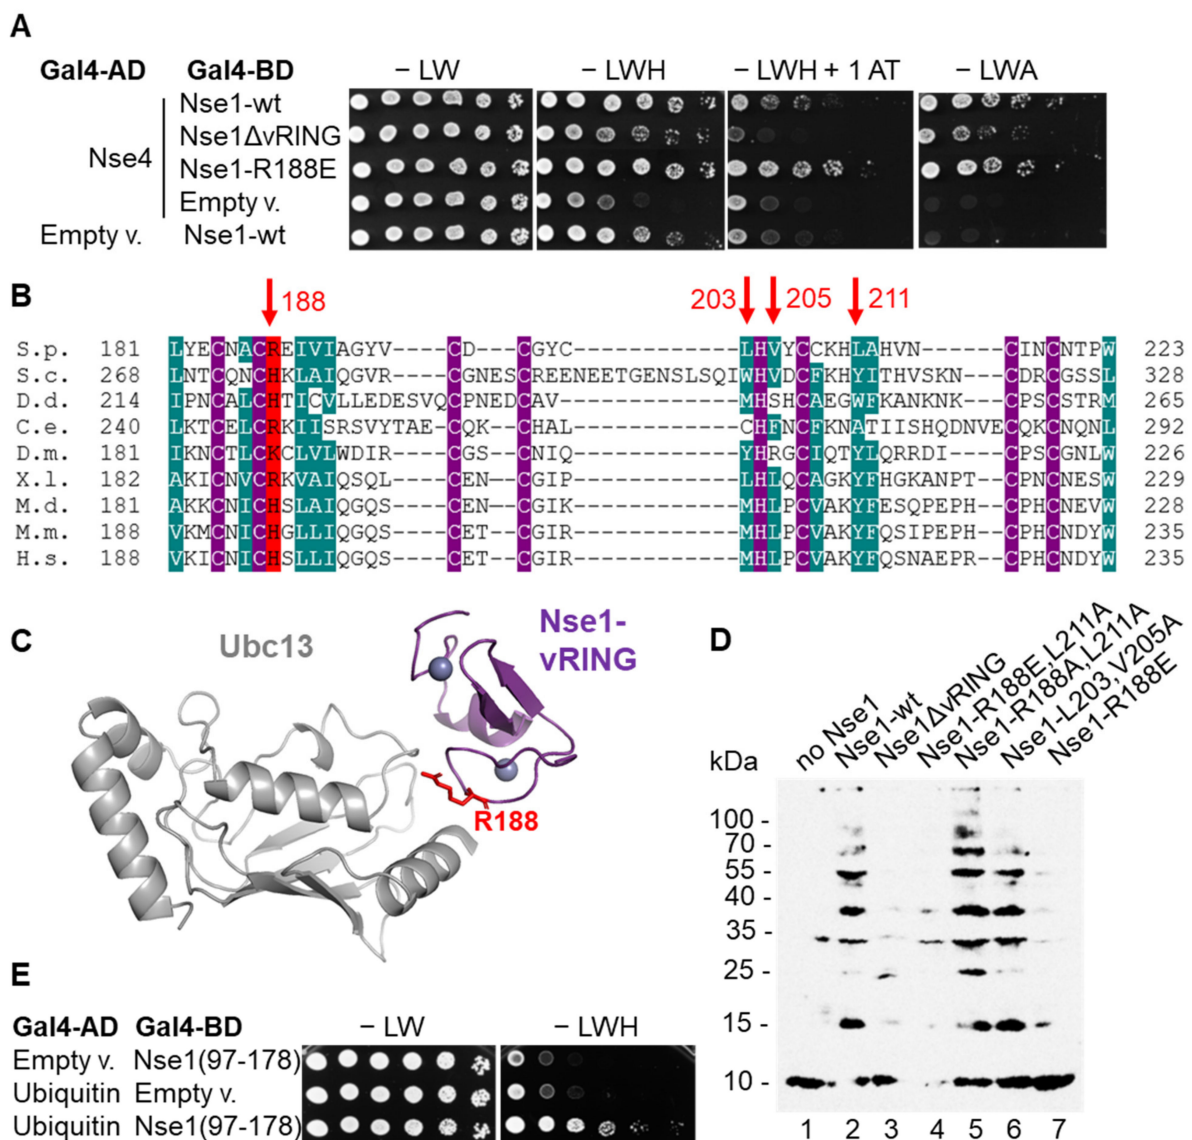 A
Gal4-AD Gal4-BD – LW – LWH – LWH + 1 AT – LWA
Nse1-wt
Nse1ΔvRING
Nse4
Nse1-R188E
Empty v.
Empty v. Nse1-wt
B
188 203 205 211
S.p. 181 LYECNACREIVIAGYV----CD---CGYC------------LHVYCCKHLAHVN------CINCNTPW 223
S.c. 268 LNTCQNCHKLAIQGVR----CGNESCREENEETGENSLSQIWHVDCFKHYITHVSKN---CDRCGSSL 328
D.d. 214 IPNCALCHTICVLLEDESVQCPNEDCAV-------------MHSHCAEGWFKANKNK---CPSCSTRM 265
C.e. 240 LKTCELCRKIISRSVYTAE-CQK--CHAL------------CHFNCFKNATIISHQDNVECQKCNQNL 292
D.m. 181 IKNCTLCKCLVLWDIR----CGS--CNIQ------------YHRGCIQTYLQRRDI----CPSCGNLW 226
X.l. 182 AKICNVCRKVAIQSQL----CEN--CGIP------------LHLQCAGKYFHGKANPT--CPNCNESW 229
M.d. 181 AKKCNICHSLAIQGQS----CEN--CGIK------------MHLPCVAKYFESQPEPH--CPHCNEVW 228
M.m. 188 VKMCNICHGLLIQGQS----CET--CGIR------------MHLPCVAKYFQSIPEPH--CPHCNDYW 235
H.s. 188 VKICNICHSLLIQGQS----CET--CGIR------------MHLPCVAKYFQSNAEPR--CPHCNDYW 235
C
Ubc13
Nse1-
vRING
R188
D
no Nse1
Nse1-wt
Nse1ΔvRING
Nse1-R188E,L211A
Nse1-R188A,L211A
Nse1-L203,V205A
Nse1-R188E
kDa
100 -
70 -
55 -
40 -
35 -
25 -
15 -
10 -
1 2 3 4 5 6 7
E
Gal4-AD Gal4-BD – LW – LWH
Empty v. Nse1(97-178)
Ubiquitin Empty v.
Ubiquitin Nse1(97-178)